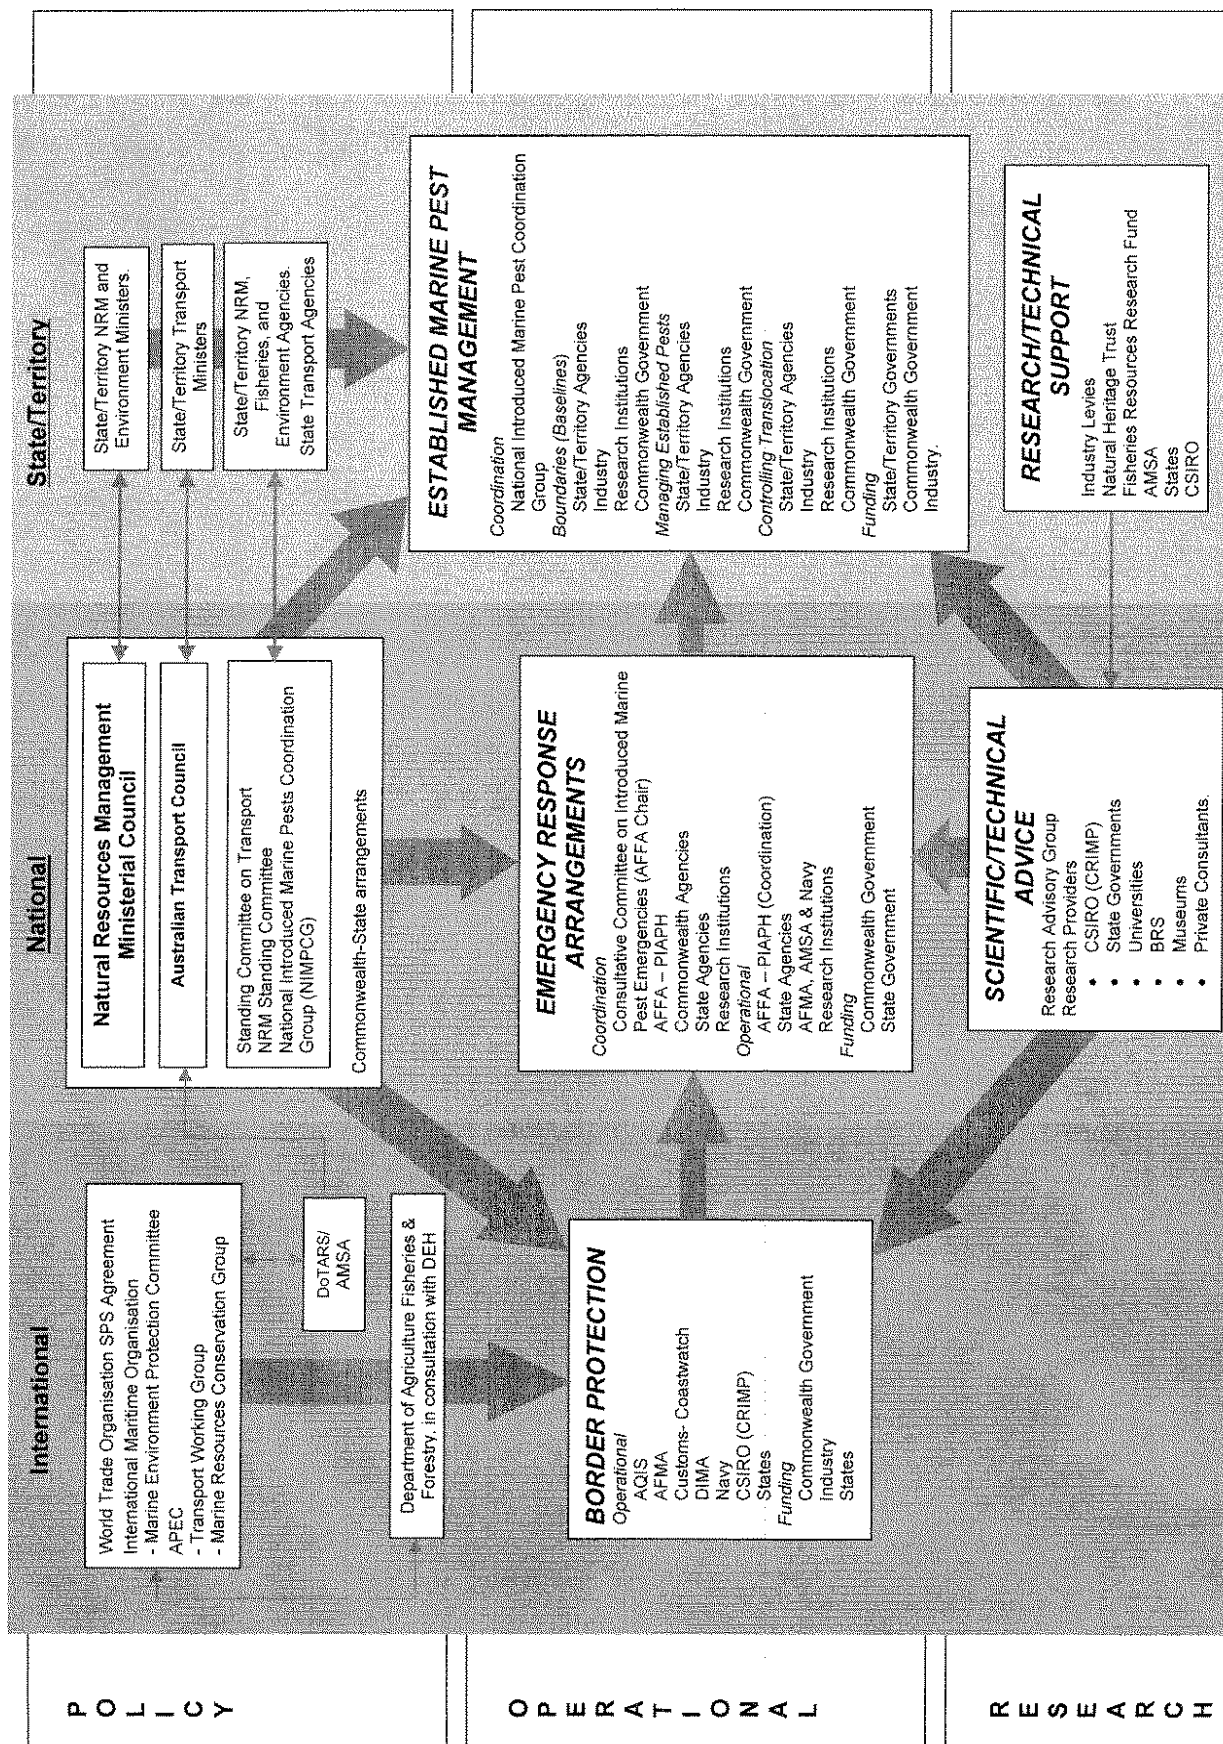 International
National
State/Territory
POLICY
World Trade Organisation SPS Agreement
International Maritime Organisation
- Marine Environment Protection Committee
APEC
- Transport Working Group
- Marine Resources Conservation Group
DoTARS/
AMSA
Department of Agriculture Fisheries &
Forestry, in consultation with DEH
Natural Resources Management
Ministerial Council
Australian Transport Council
Standing Committee on Transport
NRM Standing Committee
National Introduced Marine Pests Coordination
Group (NIMPCG)
Commonwealth-State arrangements
State/Territory NRM and
Environment Ministers.
State/Territory Transport
Ministers
State/Territory NRM,
Fisheries, and
Environment Agencies.
State Transport Agencies
OPERATIONAL
BORDER PROTECTION
Operational
AQIS
AFMA
Customs- Coastwatch
DIMA
Navy
CSIRO (CRIMP)
States
Funding
Commonwealth Government
Industry
States
EMERGENCY RESPONSE
ARRANGEMENTS
Coordination
Consultative Committee on Introduced Marine
Pest Emergencies (AFFA Chair)
AFFA – PIAPH
Commonwealth Agencies
State Agencies
Research Institutions
Operational
AFFA – PIAPH (Coordination)
State Agencies
AFMA, AMSA & Navy
Research Institutions
Funding
Commonwealth Government
State Government
ESTABLISHED MARINE PEST
MANAGEMENT
Coordination
National Introduced Marine Pest Coordination
Group
Boundaries (Baselines)
State/Territory Agencies
Industry
Research Institutions
Commonwealth Government
Managing Established Pests
State/Territory Agencies
Industry
Research Institutions
Commonwealth Government
Controlling Translocation
State/Territory Agencies
Industry
Research Institutions
Commonwealth Government
Funding
State/Territory Governments
Commonwealth Government
Industry.
RESEARCH
SCIENTIFIC/TECHNICAL
ADVICE
Research Advisory Group
Research Providers
• CSIRO (CRIMP)
• State Governments
• Universities
• BRS
• Museums
• Private Consultants.
RESEARCH/TECHNICAL
SUPPORT
Industry Levies
Natural Heritage Trust
Fisheries Resources Research Fund
AMSA
States
CSIRO